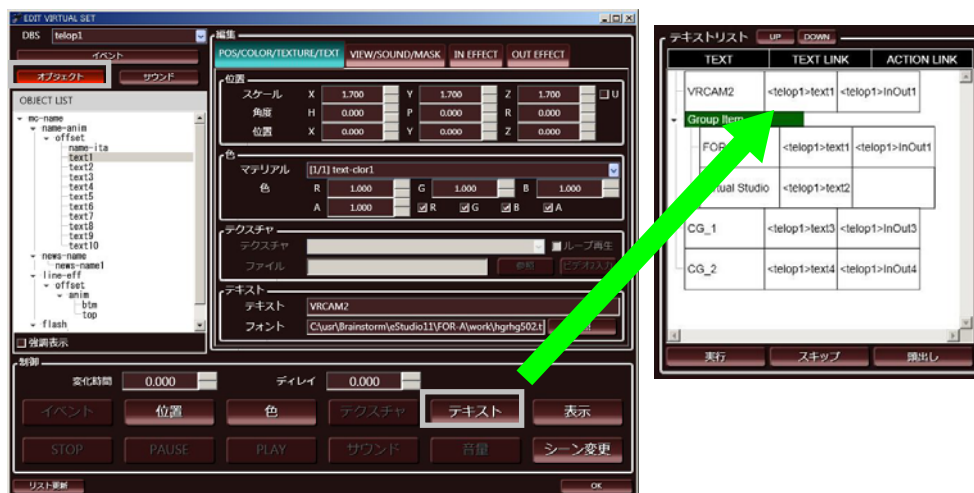 EDIT VIRTUAL SET
DBS telop1
イベント
オブジェクト サウンド
OBJECT LIST
mc-name
name-anim
offset
name-ita
text1
text2
text3
text4
text5
text6
text7
text8
text9
text10
news-name
news-name1
line-eff
offset
anim
btm
top
flash
強調表示
編集
POS/COLOR/TEXTURE/TEXT VIEW/SOUND/MASK IN EFFECT OUT EFFECT
位置
スケール X 1.700 Y 1.700 Z 1.700 U
角度 H 0.000 P 0.000 R 0.000
位置 X 0.000 Y 0.000 Z 0.000
色
マテリアル [1/1] text-clor1
色 R 1.000 G 1.000 B 1.000
A 1.000 R G B A
テクスチャ
テクスチャ ループ再生
ファイル 参照 ビデオ入力
テキスト
テキスト VRCAM2
フォント C:\usr\Brainstorm\eStudio11\FOR-A\work\hgrhg502.t
制御
変化時間 0.000 ディレイ 0.000
イベント 位置 色 テクスチャ テキスト 表示
STOP PAUSE PLAY サウンド 音量 シーン変更
リスト更新 OK
テキストリスト UP DOWN
TEXT TEXT LINK ACTION LINK
VRCAM2 <telop1>text1 <telop1>InOut1
Group Item
FOR <telop1>text1 <telop1>InOut1
Studio <telop1>text2
CG_1 <telop1>text3 <telop1>InOut3
CG_2 <telop1>text4 <telop1>InOut4
実行 スキップ 頭出し